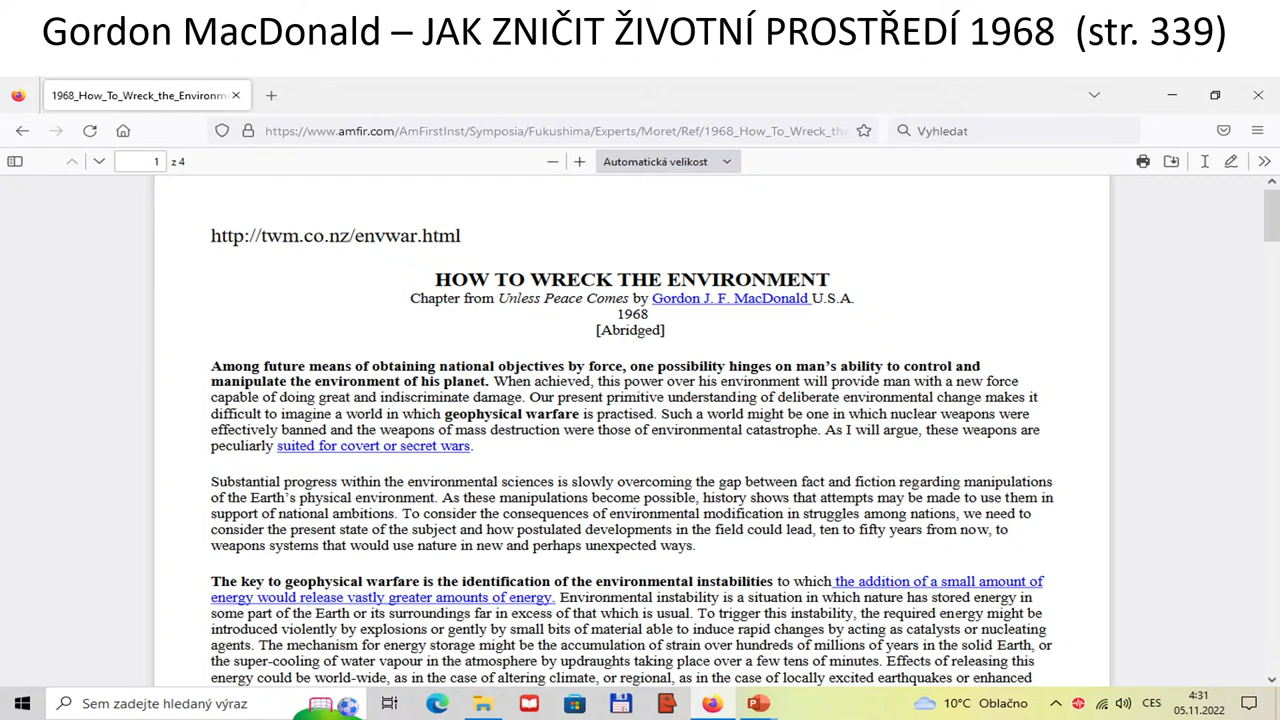 Gordon MacDonald – JAK ZNIČIT ŽIVOTNÍ PROSTŘEDÍ 1968 (str. 339)
1968_How_To_Wreck_the_Environm
https://www.amfir.com/AmFirstInst/Symposia/Fukushima/Experts/Moret/Ref/1968_How_To_Wreck_the
Vyhledat
1 z 4
Automatická velikost
http://twm.co.nz/envwar.html
HOW TO WRECK THE ENVIRONMENT
Chapter from Unless Peace Comes by Gordon J. F. MacDonald U.S.A.
1968
[Abridged]
Among future means of obtaining national objectives by force, one possibility hinges on man's ability to control and
manipulate the environment of his planet. When achieved, this power over his environment will provide man with a new force
capable of doing great and indiscriminate damage. Our present primitive understanding of deliberate environmental change makes it
difficult to imagine a world in which geophysical warfare is practised. Such a world might be one in which nuclear weapons were
effectively banned and the weapons of mass destruction were those of environmental catastrophe. As I will argue, these weapons are
peculiarly suited for covert or secret wars.
Substantial progress within the environmental sciences is slowly overcoming the gap between fact and fiction regarding manipulations
of the Earth's physical environment. As these manipulations become possible, history shows that attempts may be made to use them in
support of national ambitions. To consider the consequences of environmental modification in struggles among nations, we need to
consider the present state of the subject and how postulated developments in the field could lead, ten to fifty years from now, to
weapons systems that would use nature in new and perhaps unexpected ways.
The key to geophysical warfare is the identification of the environmental instabilities to which the addition of a small amount of
energy would release vastly greater amounts of energy. Environmental instability is a situation in which nature has stored energy in
some part of the Earth or its surroundings far in excess of that which is usual. To trigger this instability, the required energy might be
introduced violently by explosions or gently by small bits of material able to induce rapid changes by acting as catalysts or nucleating
agents. The mechanism for energy storage might be the accumulation of strain over hundreds of millions of years in the solid Earth, or
the super-cooling of water vapour in the atmosphere by updraughts taking place over a few tens of minutes. Effects of releasing this
energy could be world-wide, as in the case of altering climate, or regional, as in the case of locally excited earthquakes or enhanced
Sem zadejte hledaný výraz
10°C Oblačno
CES
4:31
05.11.2022